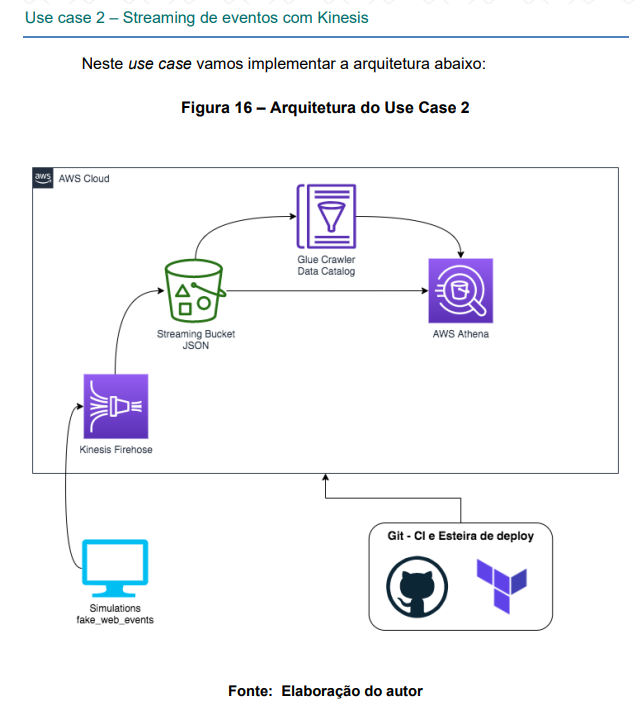 Use case 2 – Streaming de eventos com Kinesis
Neste use case vamos implementar a arquitetura abaixo:
Figura 16 – Arquitetura do Use Case 2
aws
AWS Cloud
Glue Crawler
Data Catalog
Streaming Bucket
JSON
AWS Athena
Kinesis Firehose
Git - CI e Esteira de deploy
Simulations
fake_web_events
Fonte: Elaboração do autor